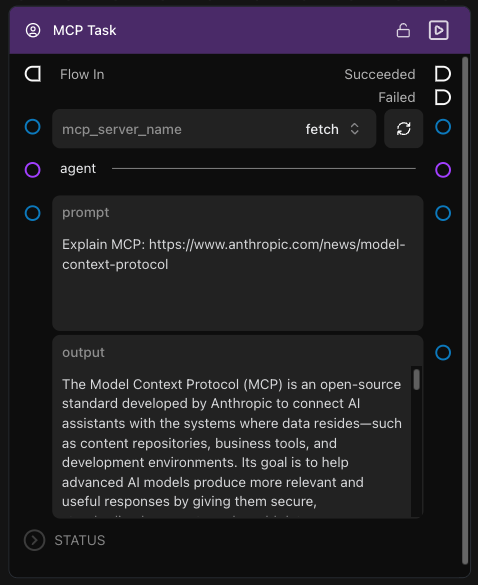 MCP Task
Flow In
Succeeded
Failed
mcp_server_name
fetch
agent
prompt
Explain MCP: https://www.anthropic.com/news/model-
context-protocol
output
The Model Context Protocol (MCP) is an open-source
standard developed by Anthropic to connect AI
assistants with the systems where data resides—such
as content repositories, business tools, and
development environments. Its goal is to help
advanced AI models produce more relevant and
useful responses by giving them secure,
STATUS